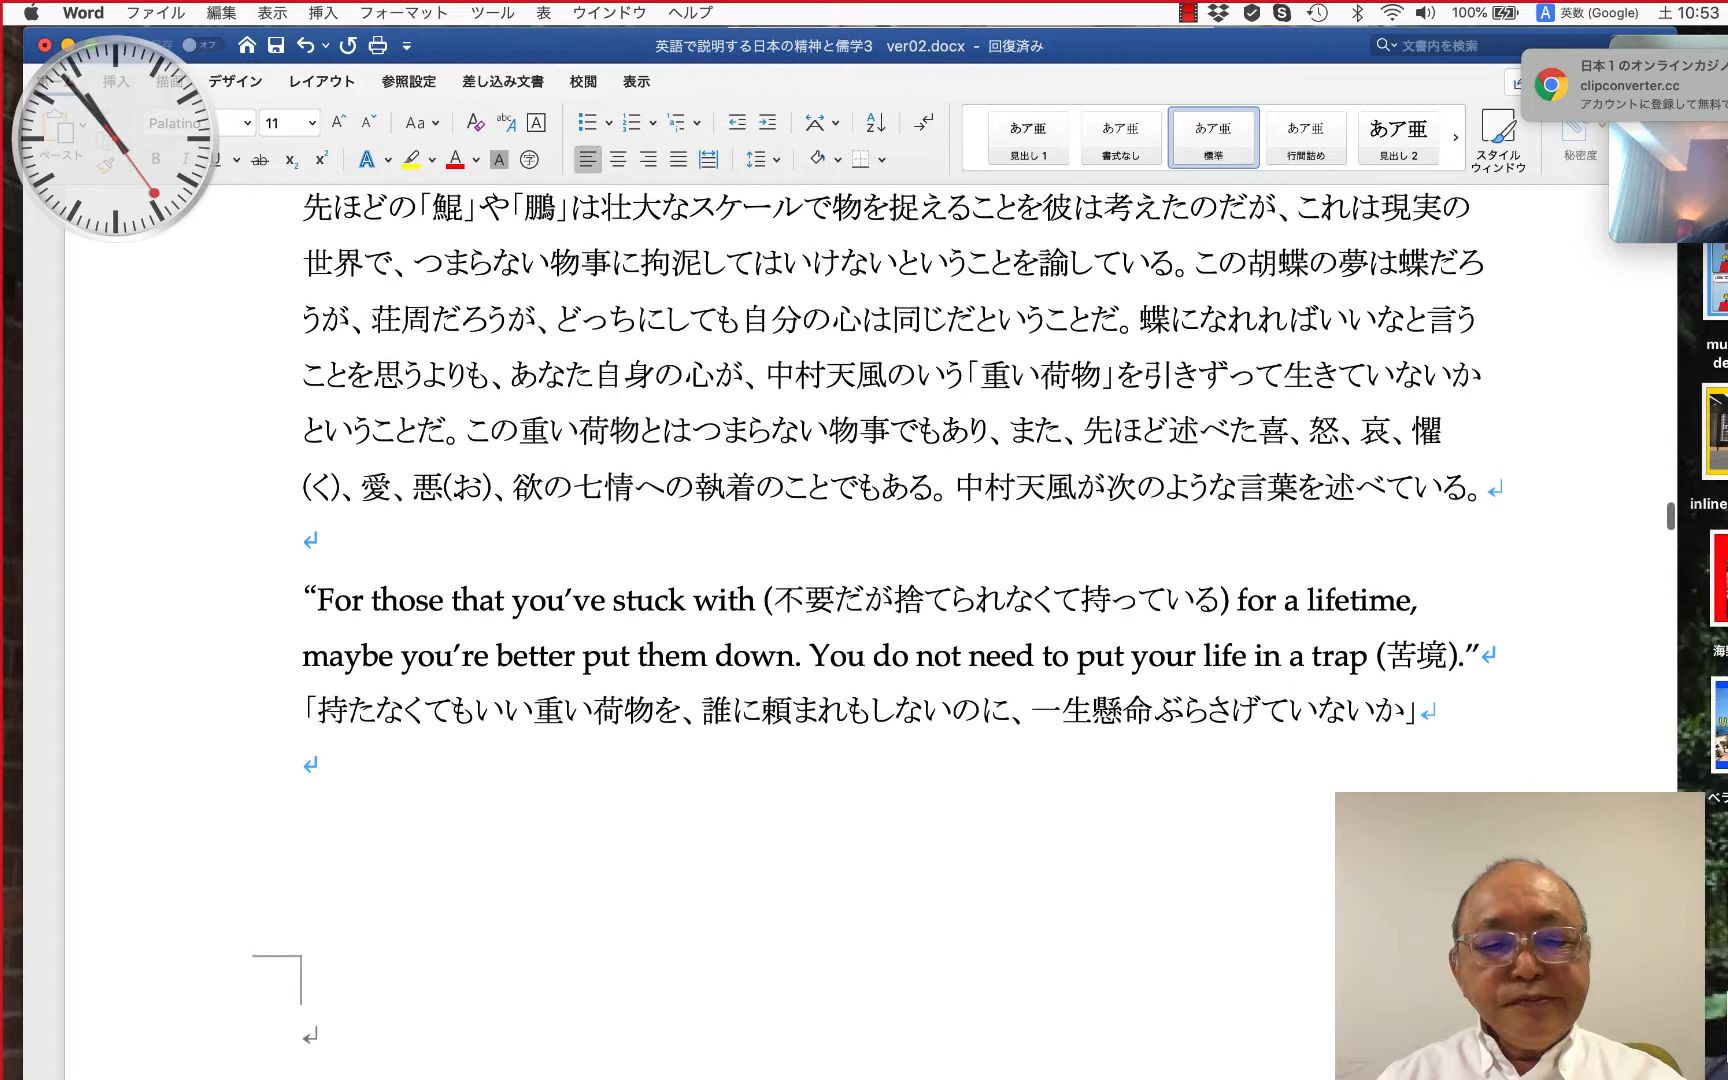 Word ファイル 編集 表示 挿入 フォーマット ツール 表 ウインドウ ヘルプ 100% A 英数 (Google) 土 10:53
オフ 英語で説明する日本の精神と儒学3 ver02.docx - 回復済み 文書内を検索
挿入 描画 デザイン レイアウト 参照設定 差し込み文書 校閲 表示
日本1のオンラインカジノ
clipconverter.cc
アカウントに登録して無料で
ペースト Palatino 11
あア亜 見出し 1
あア亜 書式なし
あア亜 標準
あア亜 行間詰め
あア亜 見出し 2
スタイル
ウィンドウ
秘密度
先ほどの「鯤」や「鵬」は壮大なスケールで物を捉えることを彼は考えたのだが、これは現実の
世界で、つまらない物事に拘泥してはいけないということを諭している。この胡蝶の夢は蝶だろ
うが、荘周だろうが、どっちにしても自分の心は同じだということだ。蝶になれればいいなと言う
ことを思うよりも、あなた自身の心が、中村天風のいう「重い荷物」を引きずって生きていないか
ということだ。この重い荷物とはつまらない物事でもあり、また、先ほど述べた喜、怒、哀、懼
(く)、愛、悪(お)、欲の七情への執着のことでもある。中村天風が次のような言葉を述べている。
“For those that you’ve stuck with (不要だが捨てられなくて持っている) for a lifetime,
maybe you’re better put them down. You do not need to put your life in a trap (苦境).”
「持たなくてもいい重い荷物を、誰に頼まれもしないのに、一生懸命ぶらさげていないか」
mu
de
inline
海
ベラ